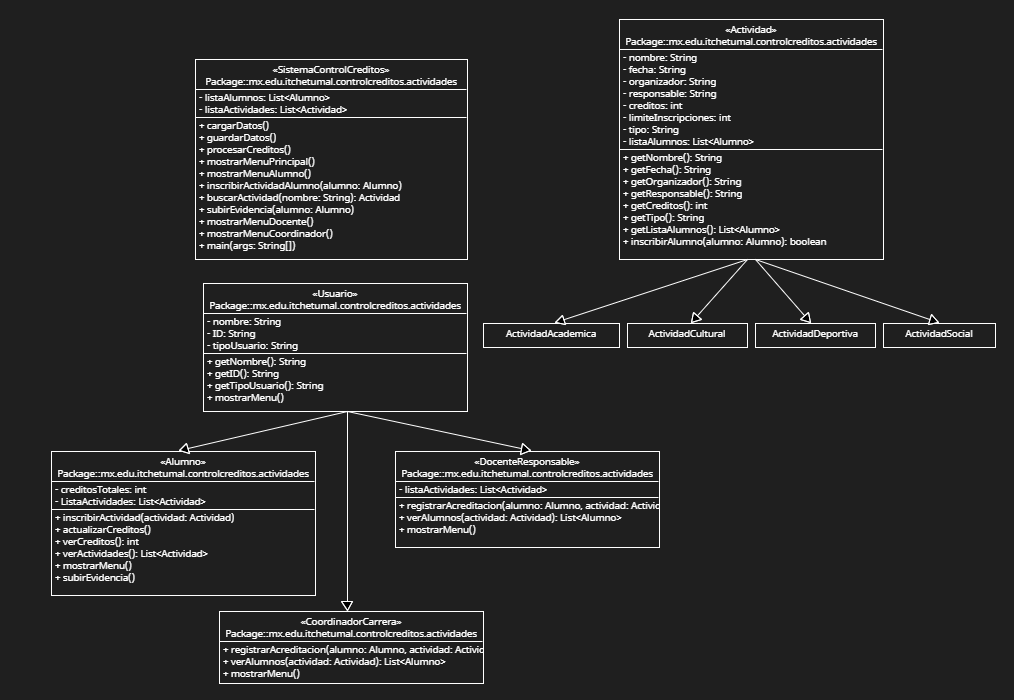 «SistemaControlCreditos»
Package::mx.edu.itchetumal.controlcreditos.actividades
- listaAlumnos: List<Alumno>
- listaActividades: List<Actividad>
+ cargarDatos()
+ guardarDatos()
+ procesarCreditos()
+ mostrarMenuPrincipal()
+ mostrarMenuAlumno()
+ inscribirActividadAlumno(alumno: Alumno)
+ buscarActividad(nombre: String): Actividad
+ subirEvidencia(alumno: Alumno)
+ mostrarMenuDocente()
+ mostrarMenuCoordinador()
+ main(args: String[])
«Actividad»
Package::mx.edu.itchetumal.controlcreditos.actividades
- nombre: String
- fecha: String
- organizador: String
- responsable: String
- creditos: int
- limiteInscripciones: int
- tipo: String
- listaAlumnos: List<Alumno>
+ getNombre(): String
+ getFecha(): String
+ getOrganizador(): String
+ getResponsable(): String
+ getCreditos(): int
+ getTipo(): String
+ getListaAlumnos(): List<Alumno>
+ inscribirAlumno(alumno: Alumno): boolean
ActividadAcademica
ActividadCultural
ActividadDeportiva
ActividadSocial
«Usuario»
Package::mx.edu.itchetumal.controlcreditos.actividades
- nombre: String
- ID: String
- tipoUsuario: String
+ getNombre(): String
+ getID(): String
+ getTipoUsuario(): String
+ mostrarMenu()
«Alumno»
Package::mx.edu.itchetumal.controlcreditos.actividades
- creditosTotales: int
- ListaActividades: List<Actividad>
+ inscribirActividad(actividad: Actividad)
+ actualizarCreditos()
+ verCreditos(): int
+ verActividades(): List<Actividad>
+ mostrarMenu()
+ subirEvidencia()
«DocenteResponsable»
Package::mx.edu.itchetumal.controlcreditos.actividades
- listaActividades: List<Actividad>
+ registrarAcreditacion(alumno: Alumno, actividad: Activic
+ verAlumnos(actividad: Actividad): List<Alumno>
+ mostrarMenu()
«CoordinadorCarrera»
Package::mx.edu.itchetumal.controlcreditos.actividades
+ registrarAcreditacion(alumno: Alumno, actividad: Activic
+ verAlumnos(actividad: Actividad): List<Alumno>
+ mostrarMenu()